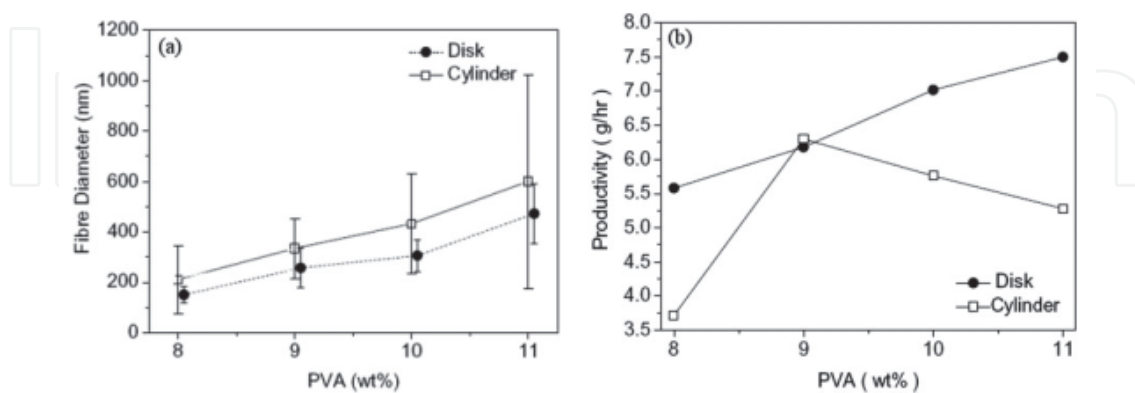 (a)
Disk
Cylinder
1200
1000
800
600
400
200
0
Fibre Diameter (nm)
8 9 10 11
PVA (wt%)
(b)
7.5
7.0
6.5
6.0
5.5
5.0
4.5
4.0
3.5
Productivity ( g/hr )
Disk
Cylinder
8 9 10 11
PVA ( wt% )